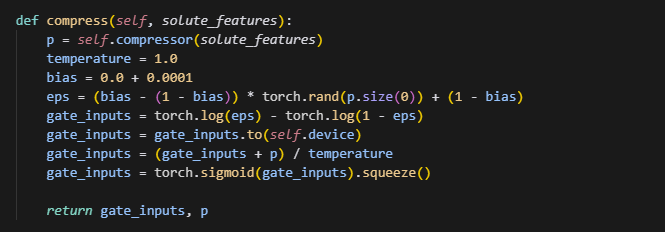 def compress(self, solute_features):
    p = self.compressor(solute_features)
    temperature = 1.0
    bias = 0.0 + 0.0001
    eps = (bias - (1 - bias)) * torch.rand(p.size(0)) + (1 - bias)
    gate_inputs = torch.log(eps) - torch.log(1 - eps)
    gate_inputs = gate_inputs.to(self.device)
    gate_inputs = (gate_inputs + p) / temperature
    gate_inputs = torch.sigmoid(gate_inputs).squeeze()

    return gate_inputs, p